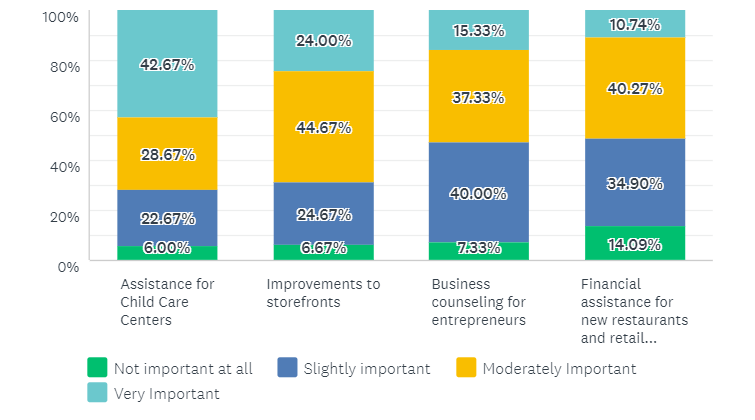 100%
80%
60%
40%
20%
0%
42.67%
28.67%
22.67%
6.00%
24.00%
44.67%
24.67%
6.67%
15.33%
37.33%
40.00%
7.33%
10.74%
40.27%
34.90%
14.09%
Assistance for
Child Care
Centers
Improvements to
storefronts
Business
counseling for
entrepreneurs
Financial
assistance for
new restaurants
and retail...
Not important at all
Slightly important
Moderately Important
Very Important